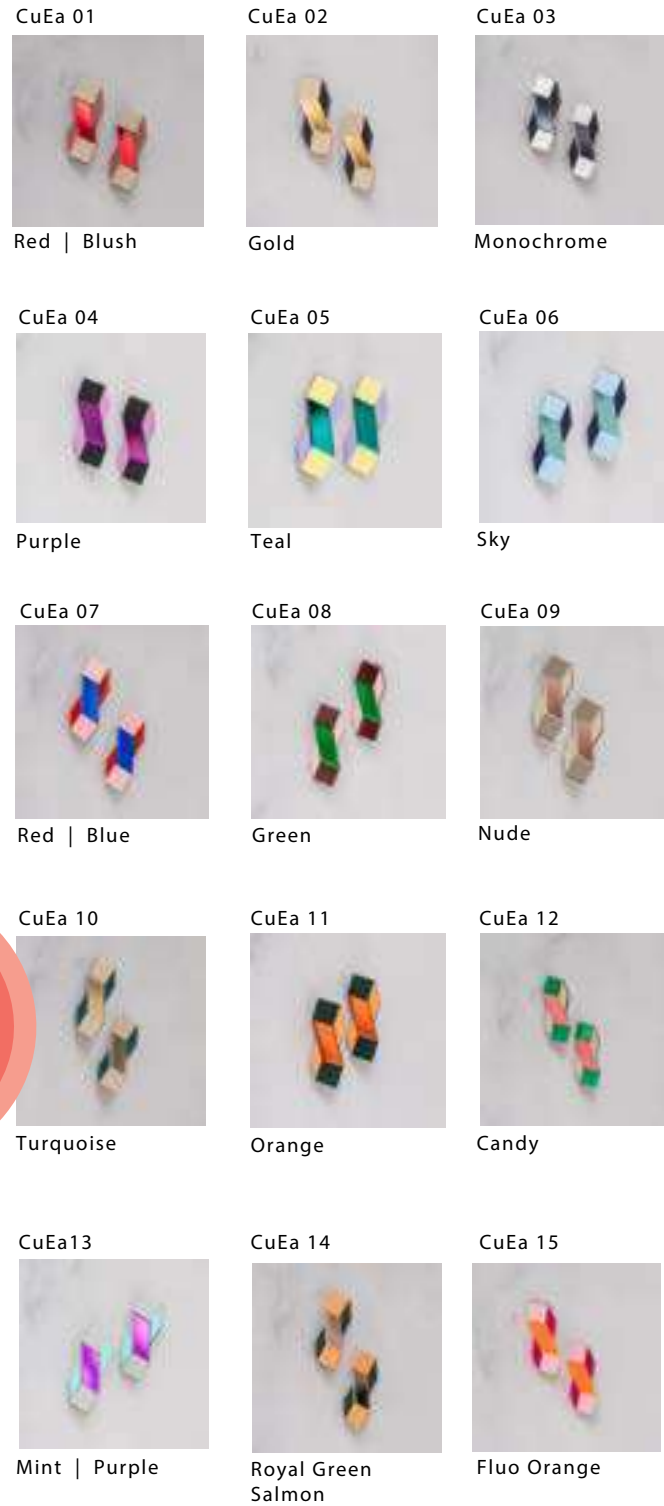 CuEa 01
CuEa 02
CuEa 03
Red | Blush
Gold
Monochrome
CuEa 04
CuEa 05
CuEa 06
Purple
Teal
Sky
CuEa 07
CuEa 08
CuEa 09
Red | Blue
Green
Nude
CuEa 10
CuEa 11
CuEa 12
Turquoise
Orange
Candy
CuEa13
CuEa 14
CuEa 15
Mint | Purple
Royal Green
Salmon
Fluo Orange